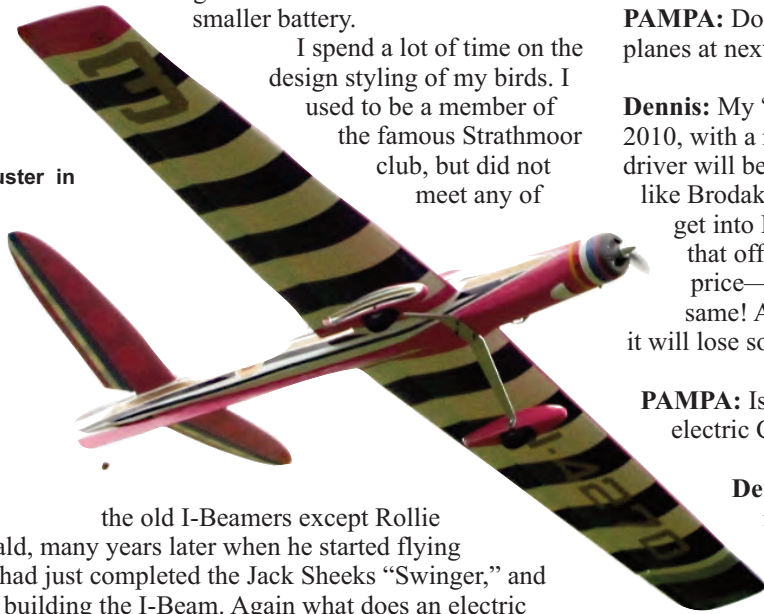 smaller battery.
I spend a lot of time on the
design styling of my birds. I
used to be a member of
the famous Strathmoor
club, but did not
meet any of
uster in
the old I-Beamers except Rollie
ald, many years later when he started flying
had just completed the Jack Sheeks “Swinger,” and
building the I-Beam. Again what does an electric
PAMPA: Do
planes at next
Dennis: My “
2010, with a
driver will be
like Brodak
get into
that off
price—
same! A
it will lose so
PAMPA: Is
electric
De